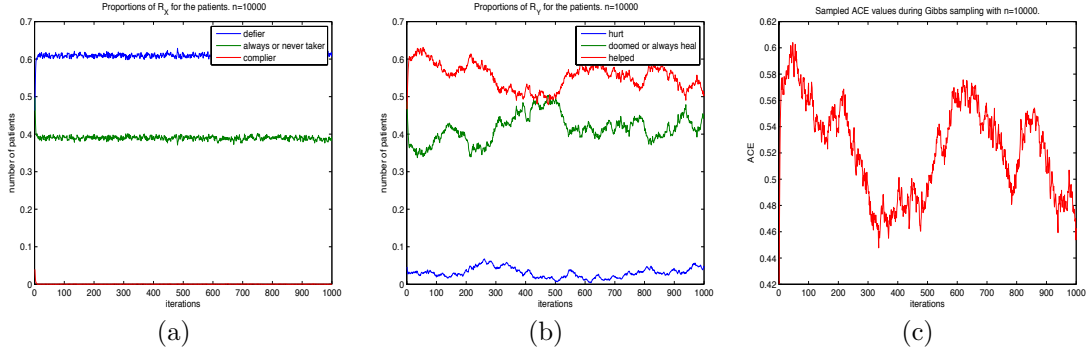 Proportions of R_X for the patients. n=10000
number of patients
0.7
0.6
0.5
0.4
0.3
0.2
0.1
0
defier
always or never taker
complier
0 100 200 300 400 500 600 700 800 900 1000
iterations
(a)
Proportions of R_Y for the patients. n=10000
number of patients
0.7
0.6
0.5
0.4
0.3
0.2
0.1
0
hurt
doomed or always heal
helped
0 100 200 300 400 500 600 700 800 900 1000
iterations
(b)
Sampled ACE values during Gibbs sampling with n=10000.
ACE
0.62
0.6
0.58
0.56
0.54
0.52
0.5
0.48
0.46
0.44
0.42
0 100 200 300 400 500 600 700 800 900 1000
iterations
(c)